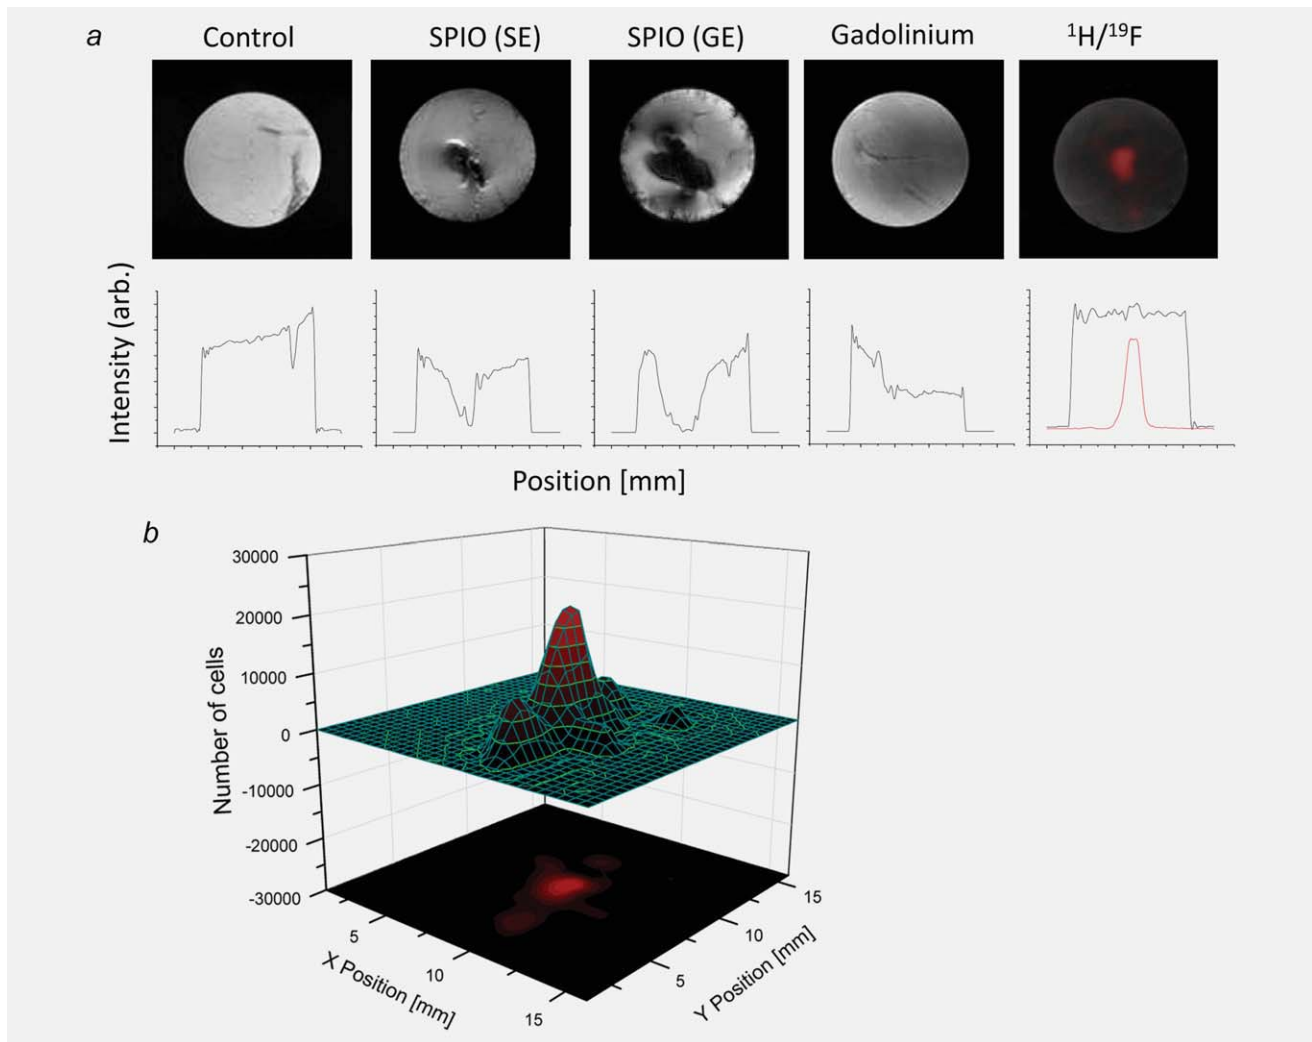 a
Control SPIO (SE) SPIO (GE) Gadolinium ¹H/¹⁹F
Intensity (arb.)
Position [mm]
b
30000
20000
10000
0
-10000
-20000
-30000
Number of cells
5
10
15
X Position [mm]
5
10
15
Y Position [mm]